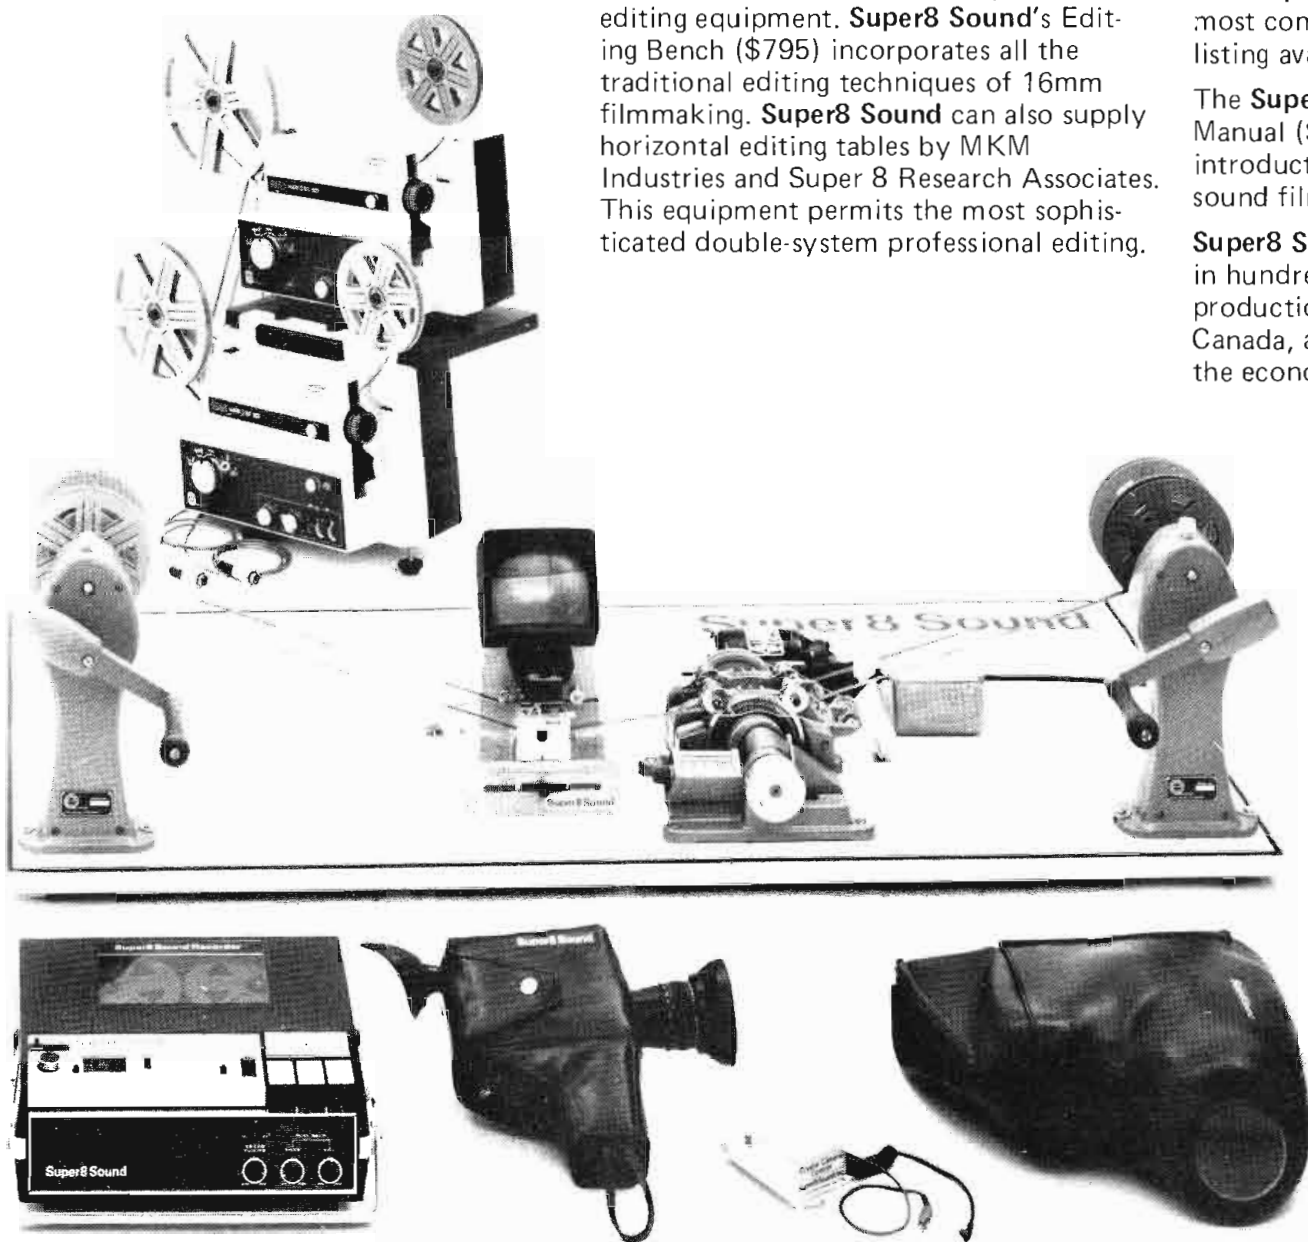 editing equipment. Super8 Sound's Edit-
ing Bench ($795) incorporates all the
traditional editing techniques of 16mm
filmmaking. Super8 Sound can also supply
horizontal editing tables by MKM
Industries and Super 8 Research Associates.
This equipment permits the most sophis-
ticated double-system professional editing.
most con
listing ava
The Supe
Manual (
introduct
sound fil
Super8 S
in hundre
productio
Canada, a
the econo
Super 8 Sound
Super8 Sound
Super8 Sound Recorder
Super8 Sound
Super8 Sound